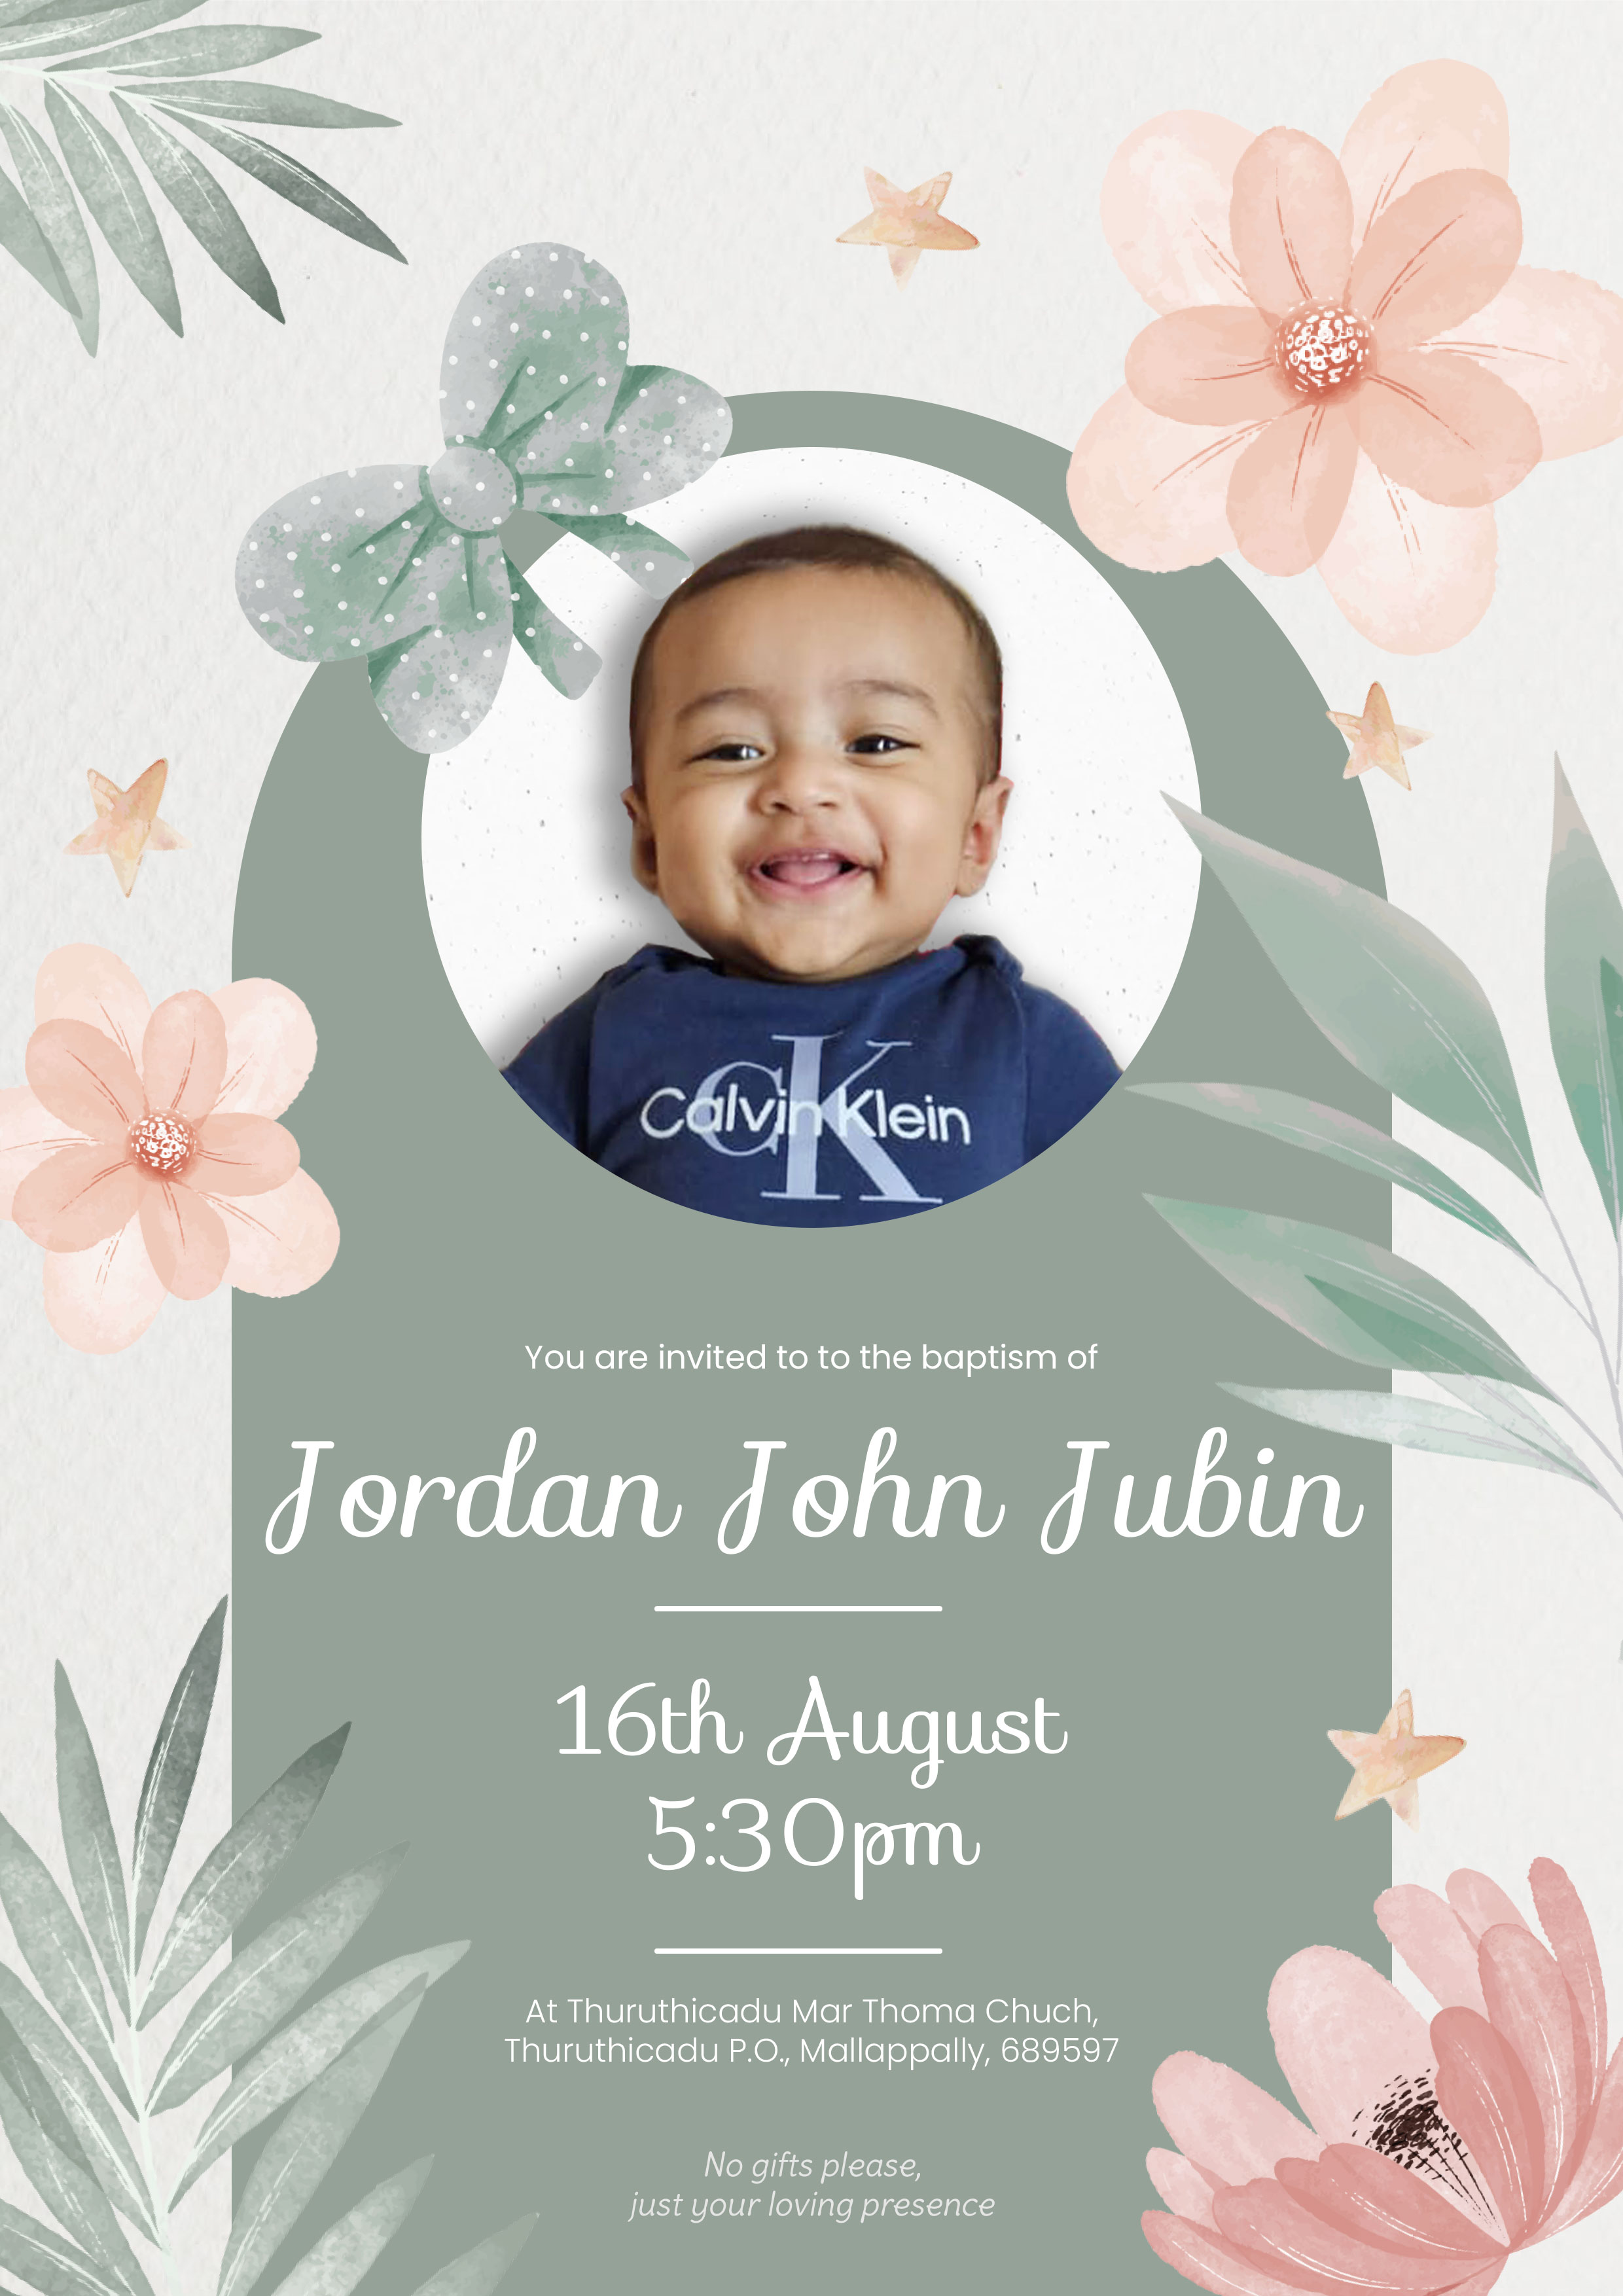 CK
Calvin Klein
You are invited to to the baptism of
Jordan John Jubin
16th August
5:30pm
At Thuruthicadu Mar Thoma Chuch,
Thuruthicadu P.O., Mallappally, 689597
No gifts please,
just your loving presence